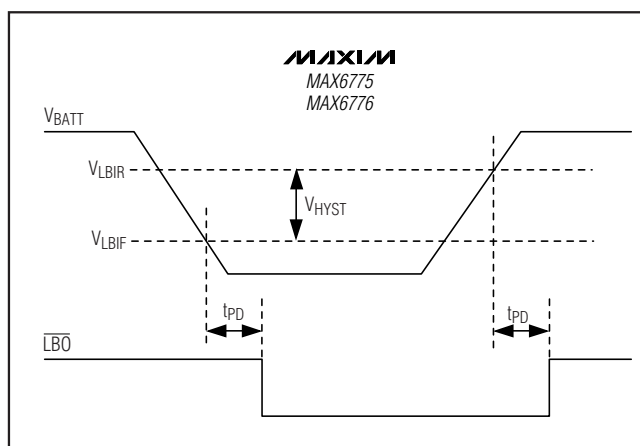 MAXIM
MAX6775
MAX6776
VBATT
VLBIR
VHYST
VLBIF
tPD
tPD
LBO